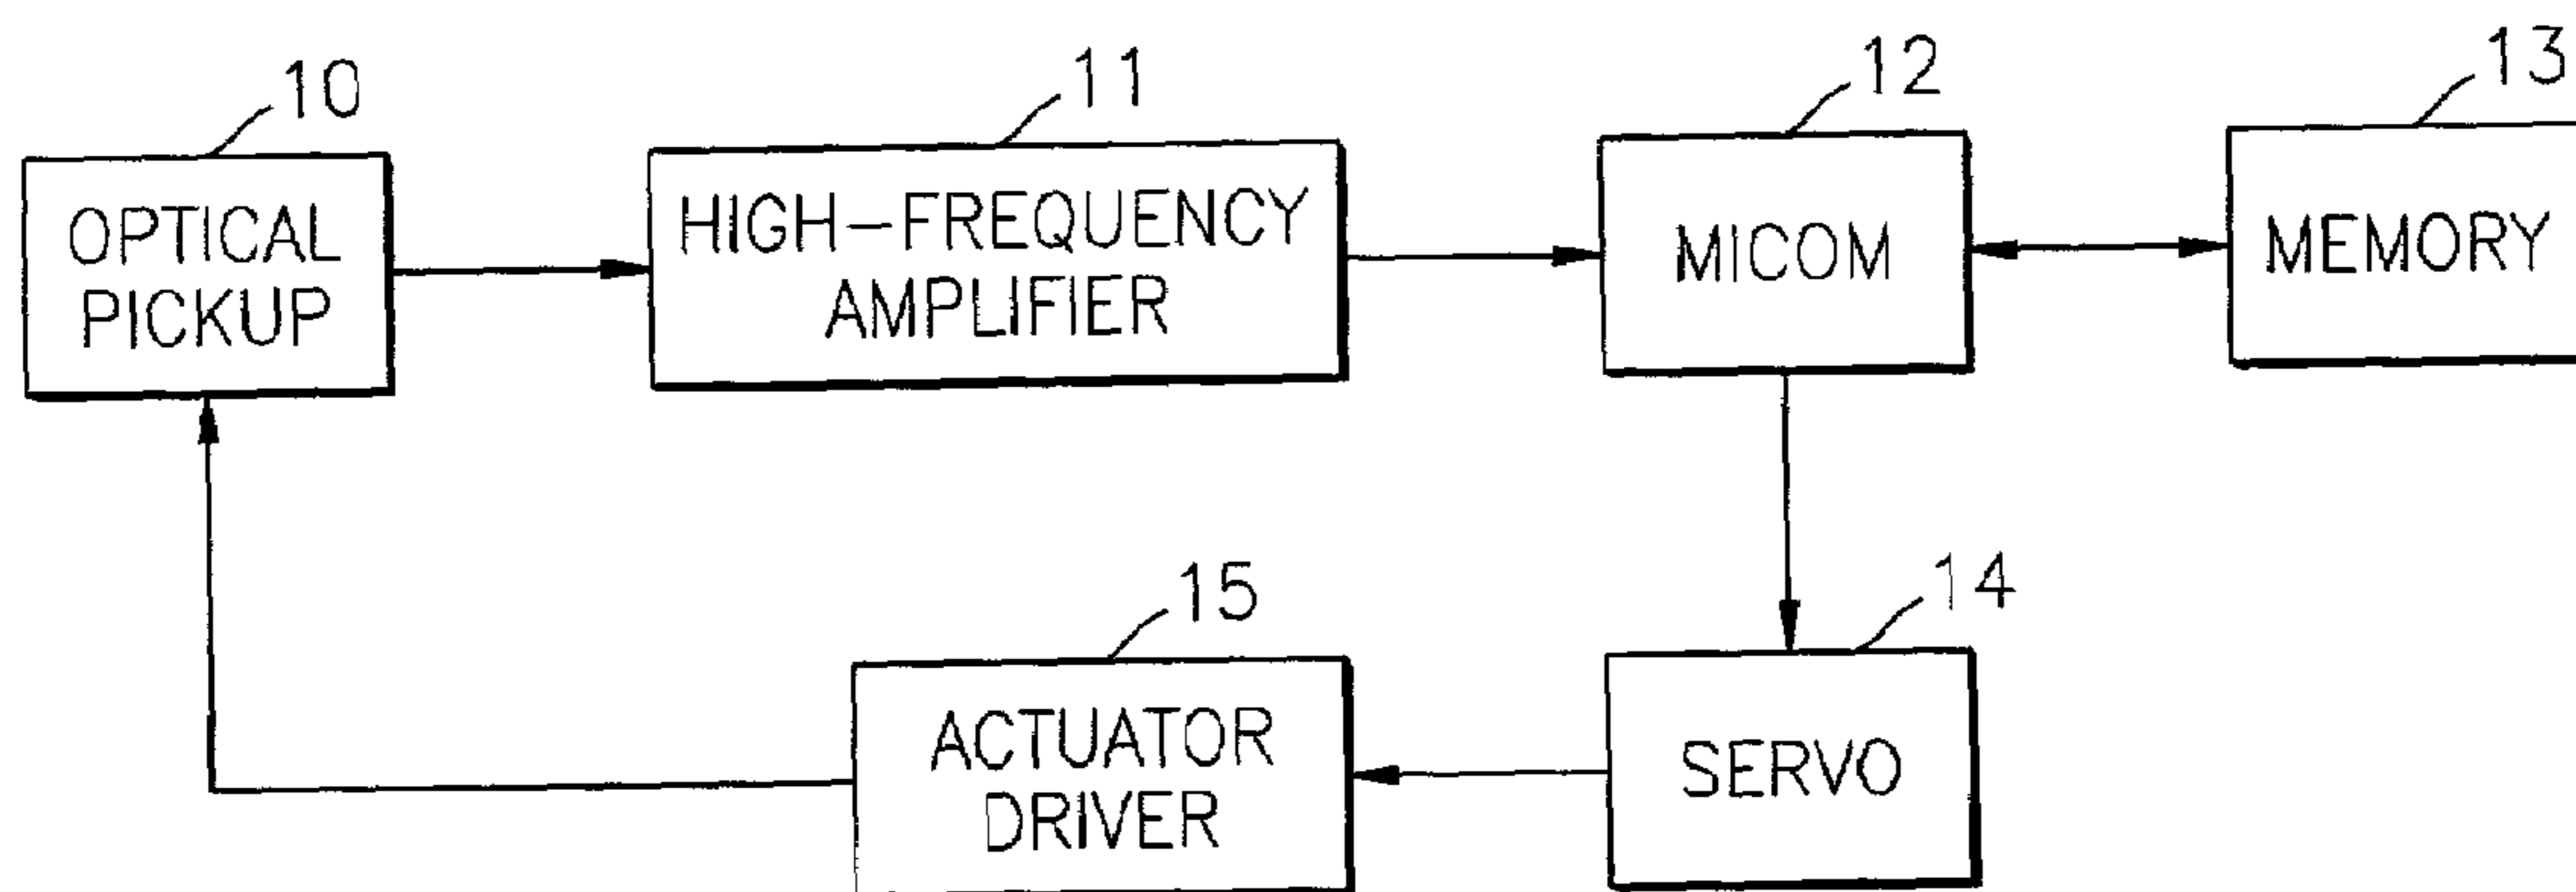 10
OPTICAL
PICKUP
11
HIGH-FREQUENCY
AMPLIFIER
12
MICOM
13
MEMORY
15
ACTUATOR
DRIVER
14
SERVO